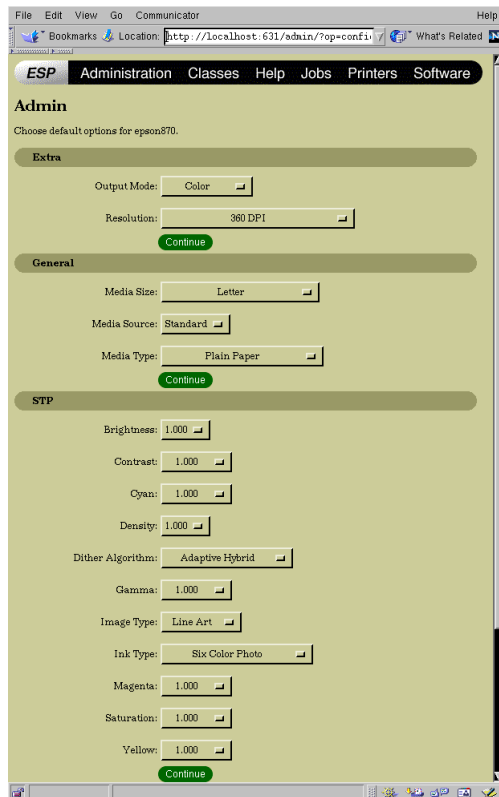 File Edit View Go Communicator Help
Bookmarks Location: http://localhost:631/admin/?op=confi What's Related N
ESP Administration Classes Help Jobs Printers Software
Admin
Choose default options for epson870.
Extra
Output Mode: Color
Resolution: 360 DPI
Continue
General
Media Size: Letter
Media Source: Standard
Media Type: Plain Paper
Continue
STP
Brightness: 1.000
Contrast: 1.000
Cyan: 1.000
Density: 1.000
Dither Algorithm: Adaptive Hybrid
Gamma: 1.000
Image Type: Line Art
Ink Type: Six Color Photo
Magenta: 1.000
Saturation: 1.000
Yellow: 1.000
Continue